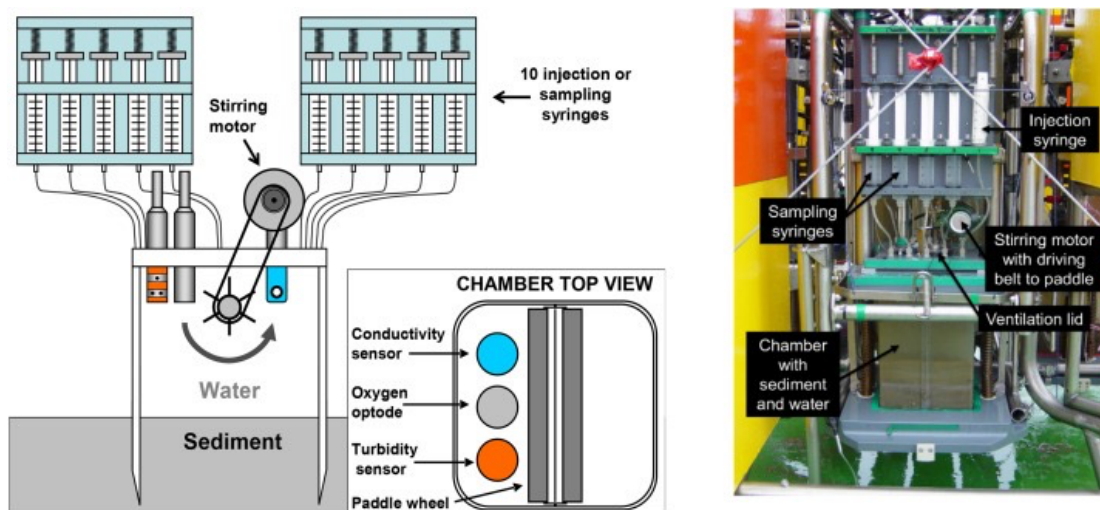 10 injection or
sampling
syringes
Stirring
motor
Water
Sediment
CHAMBER TOP VIEW
Conductivity
sensor
Oxygen
optode
Turbidity
sensor
Paddle wheel
Injection
syringe
Sampling
syringes
Stirring motor
with driving
belt to paddle
Ventilation lid
Chamber
with
sediment
and water